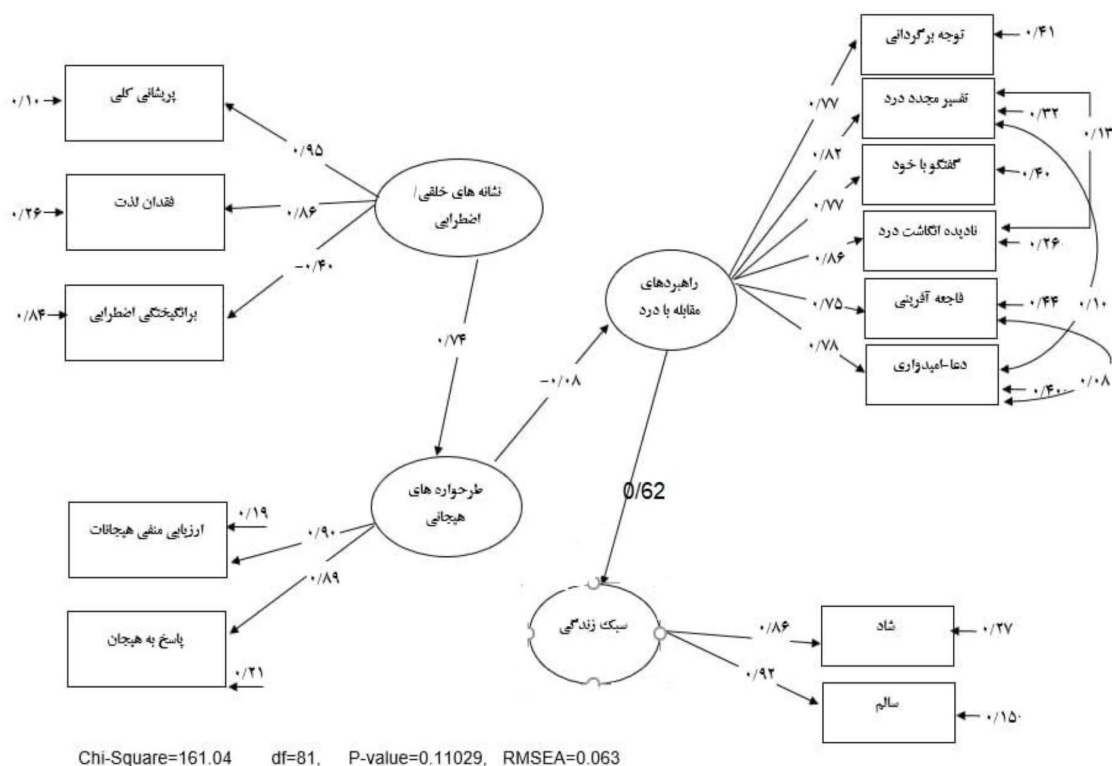 توجه برگردانی
۰/۴۱
۰/۷۷
تفسیر مجدد درد
۰/۳۲
۰/۱۳
۰/۸۲
گفتگو با خود
۰/۴۰
۰/۷۷
نادیده انگاشت درد
۰/۲۶
۰/۸۶
فاجعه آفرینی
۰/۴۴
۰/۱۰
۰/۷۵
دعا-امیدواری
۰/۴۰
۰/۰۸
۰/۷۸
پریشانی کلی
۰/۱۰
۰/۹۵
فقدان لذت
۰/۲۶
۰/۸۶
برانگیختگی اضطرابی
۰/۸۴
−۰/۴۰
نشانه های خلقی/
اضطرابی
۰/۷۴
راهبردهای
مقابله با درد
−۰/۰۸
طرحواره های
هیجانی
0/62
ارزیابی منفی هیجانات
۰/۱۹
۰/۹۰
پاسخ به هیجان
۰/۲۱
۰/۸۹
سبک زندگی
شاد
۰/۲۷
۰/۸۶
سالم
۰/۱۵
۰/۹۲
Chi-Square=161.04 df=81, P-value=0.11029, RMSEA=0.063